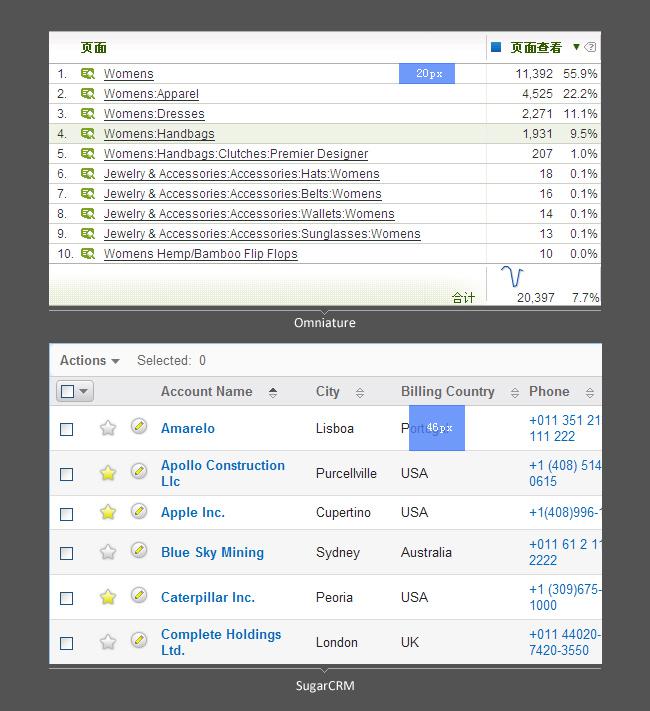 页面 页面查看
1. Womens 20px 11,392 55.9%
2. Womens:Apparel 4,525 22.2%
3. Womens:Dresses 2,271 11.1%
4. Womens:Handbags 1,931 9.5%
5. Womens:Handbags:Clutches:Premier Designer 207 1.0%
6. Jewelry & Accessories:Accessories:Hats:Womens 18 0.1%
7. Jewelry & Accessories:Accessories:Belts:Womens 16 0.1%
8. Jewelry & Accessories:Accessories:Wallets:Womens 14 0.1%
9. Jewelry & Accessories:Accessories:Sunglasses:Womens 13 0.1%
10. Womens Hemp/Bamboo Flip Flops 10 0.0%
合计 20,397 7.7%
Omniature
Actions Selected: 0
Account Name City Billing Country Phone
Amarelo Lisboa 46px +011 351 21
111 222
Apollo Construction Llc Purcellville USA +1 (408) 514
0615
Apple Inc. Cupertino USA +1(408)996-
Blue Sky Mining Sydney Australia +011 61 2 11
2222
Caterpillar Inc. Peoria USA +1 (309)675-
1000
Complete Holdings Ltd. London UK +011 44020-
7420-3550
SugarCRM